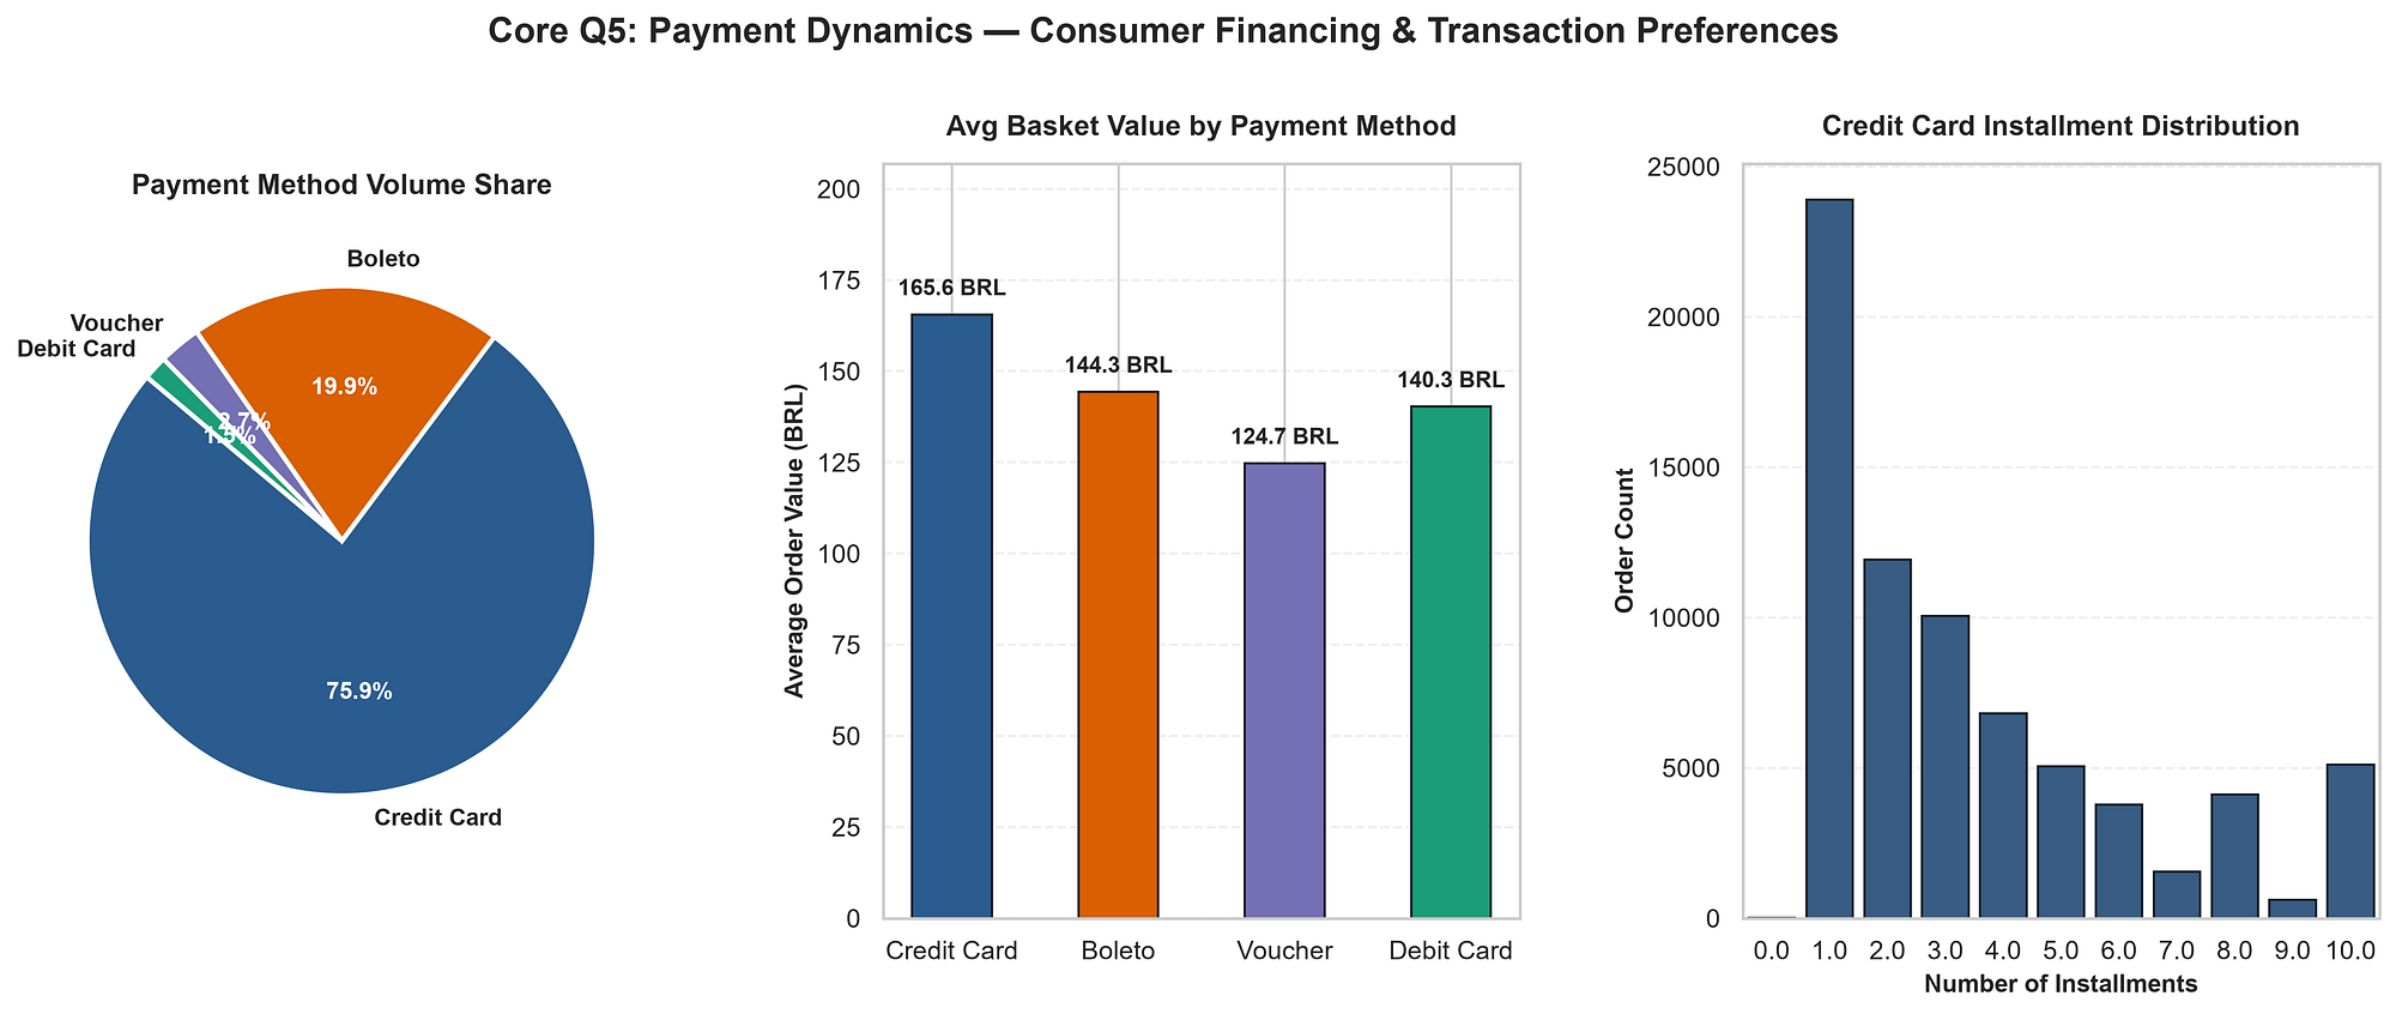 Core Q5: Payment Dynamics — Consumer Financing & Transaction Preferences
Payment Method Volume Share
Boleto
Voucher
Debit Card
19.9%
2.7%
1.5%
75.9%
Credit Card
Avg Basket Value by Payment Method
Average Order Value (BRL)
200
175
150
125
100
75
50
25
0
165.6 BRL
144.3 BRL
124.7 BRL
140.3 BRL
Credit Card Boleto Voucher Debit Card
Credit Card Installment Distribution
Order Count
25000
20000
15000
10000
5000
0
0.0 1.0 2.0 3.0 4.0 5.0 6.0 7.0 8.0 9.0 10.0
Number of Installments